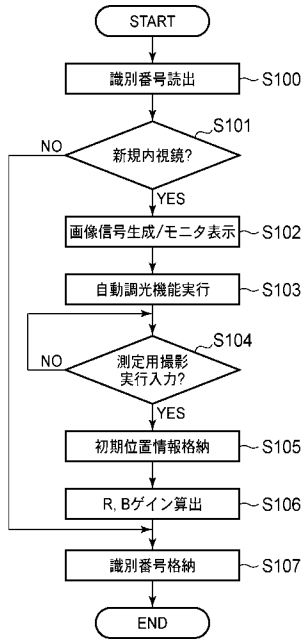 START
識別番号読出
S100
S101
NO
新規内視鏡?
YES
画像信号生成/モニタ表示
S102
自動調光機能実行
S103
S104
NO
測定用撮影
実行入力?
YES
初期位置情報格納
S105
R, Bゲイン算出
S106
識別番号格納
S107
END